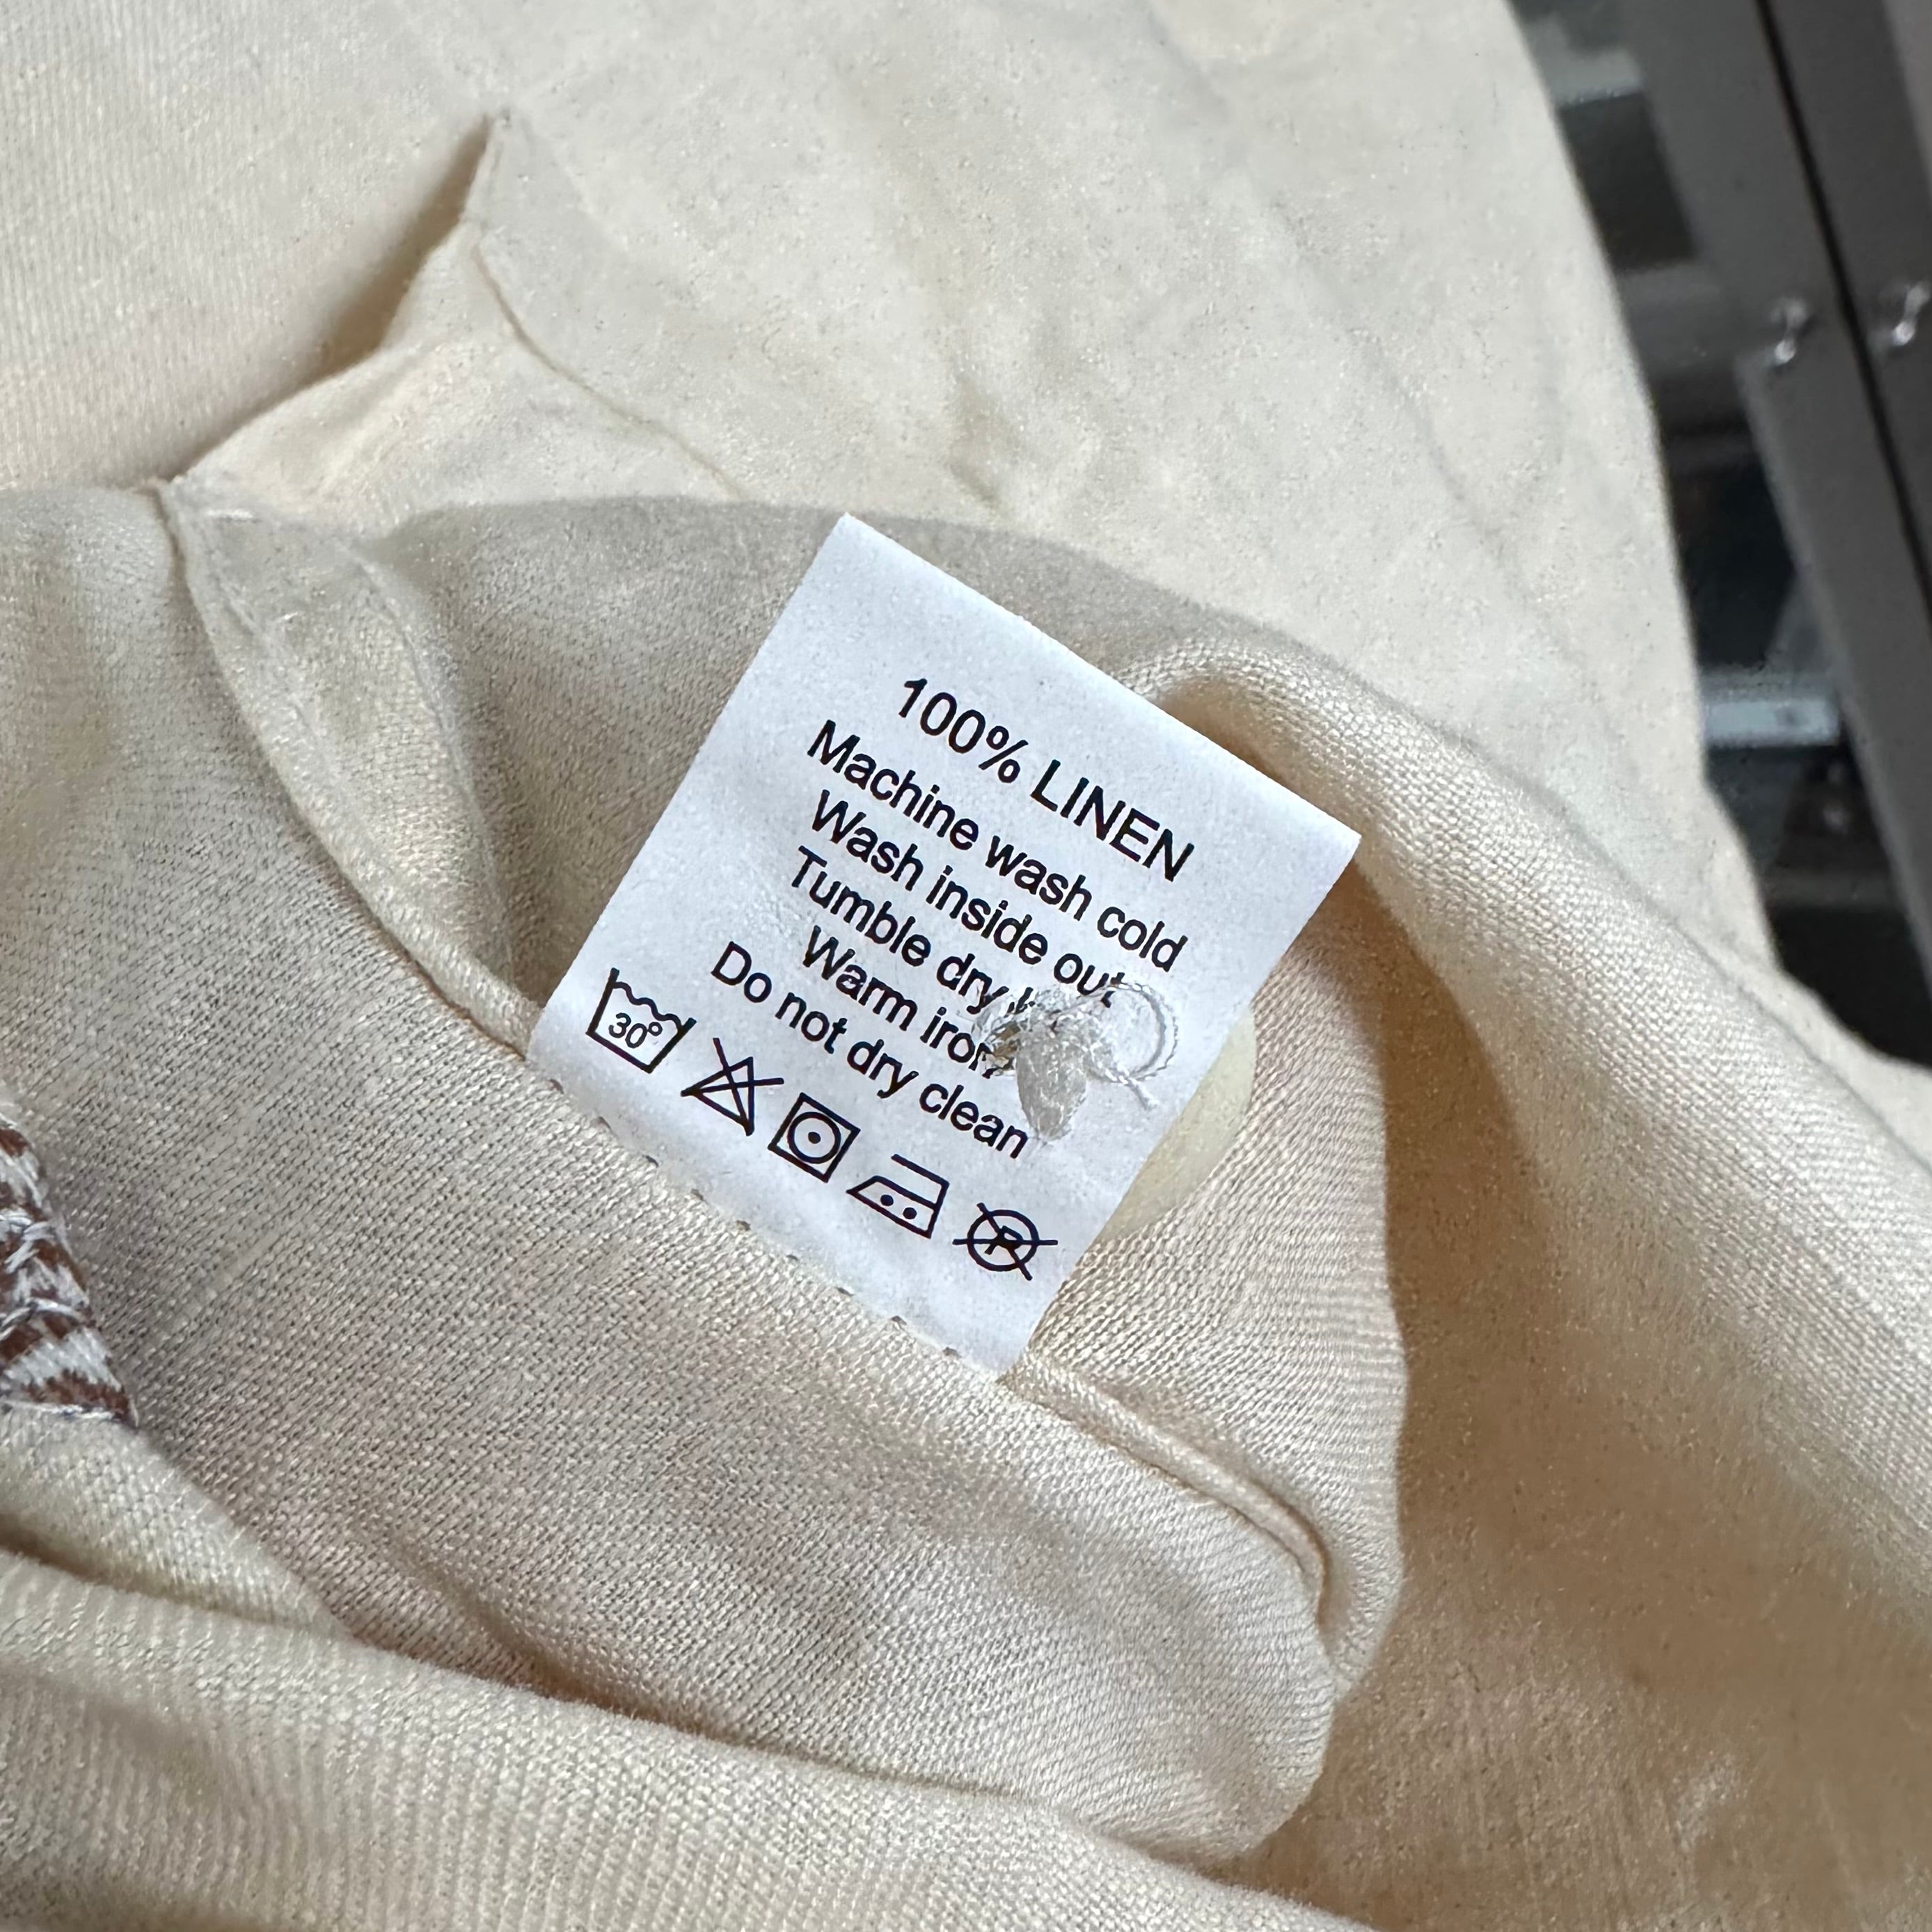 100% LINEN
Machine wash cold
Wash inside out
Tumble dry
Warm iron
Do not dry clean
30°
P